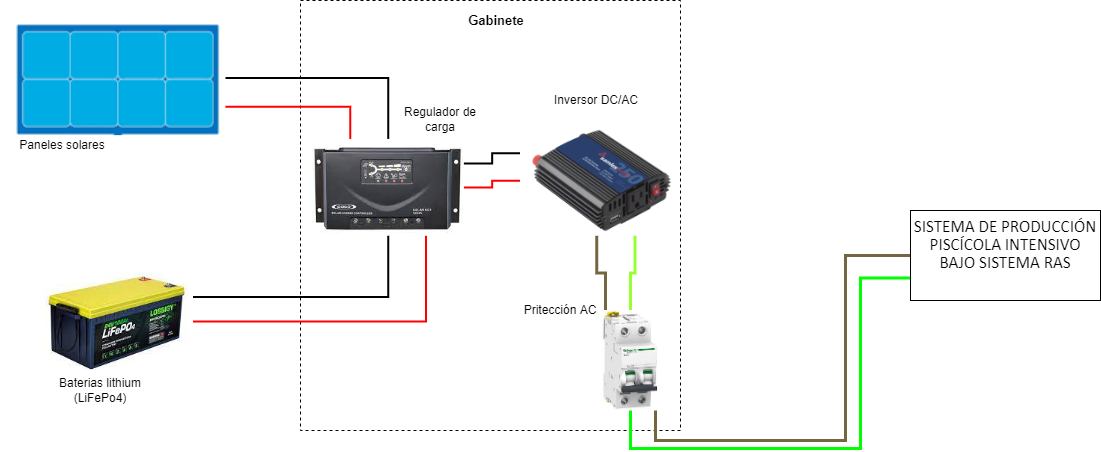 Gabinete
Inversor DC/AC
Regulador de
carga
Paneles solares
250
SISTEMA DE PRODUCCIÓN
PISCÍCOLA INTENSIVO
BAJO SISTEMA RAS
Pritección AC
LiFePO4
Baterias lithium
(LiFePo4)